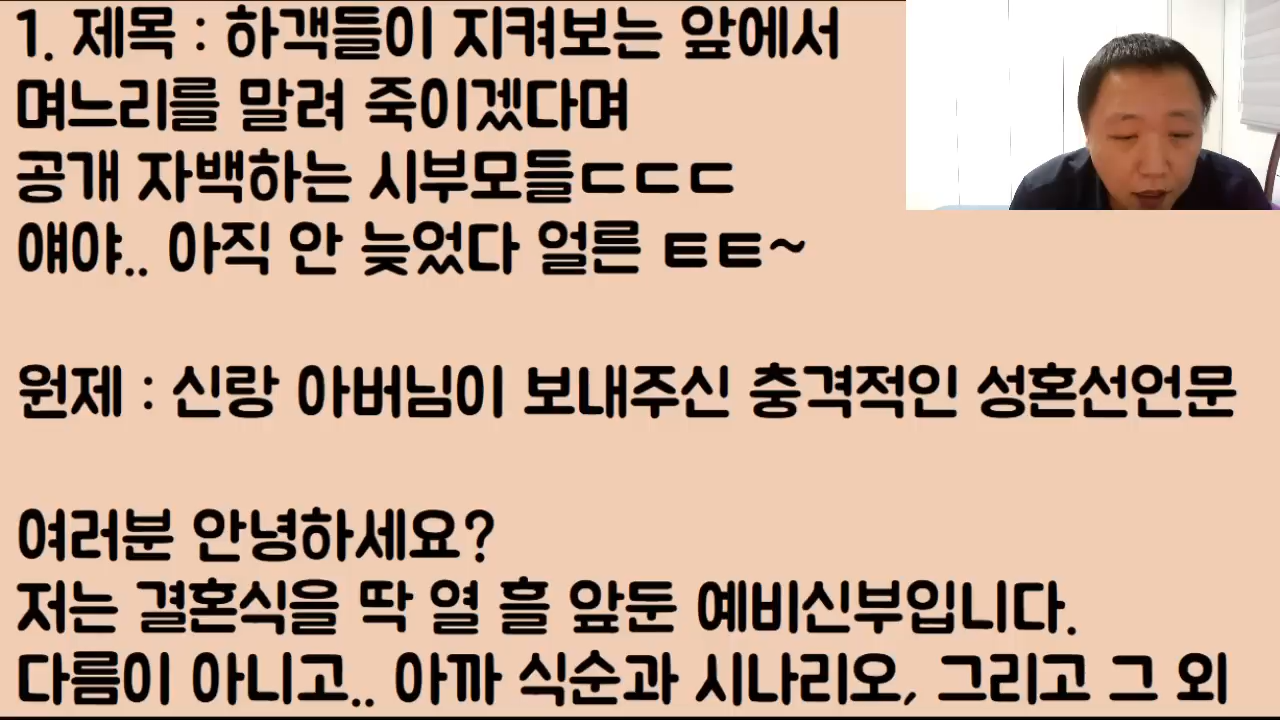 1. 제목 : 하객들이 지켜보는 앞에서
며느리를 말려 죽이겠다며
공개 자백하는 시부모들ㄷㄷㄷ
얘야.. 아직 안 늦었다 얼른 ㅌㅌ~
원제 : 신랑 아버님이 보내주신 충격적인 성혼선언문
여러분 안녕하세요?
저는 결혼식을 딱 열 흘 앞둔 예비신부입니다.
다름이 아니고.. 아까 식순과 시나리오, 그리고 그 외